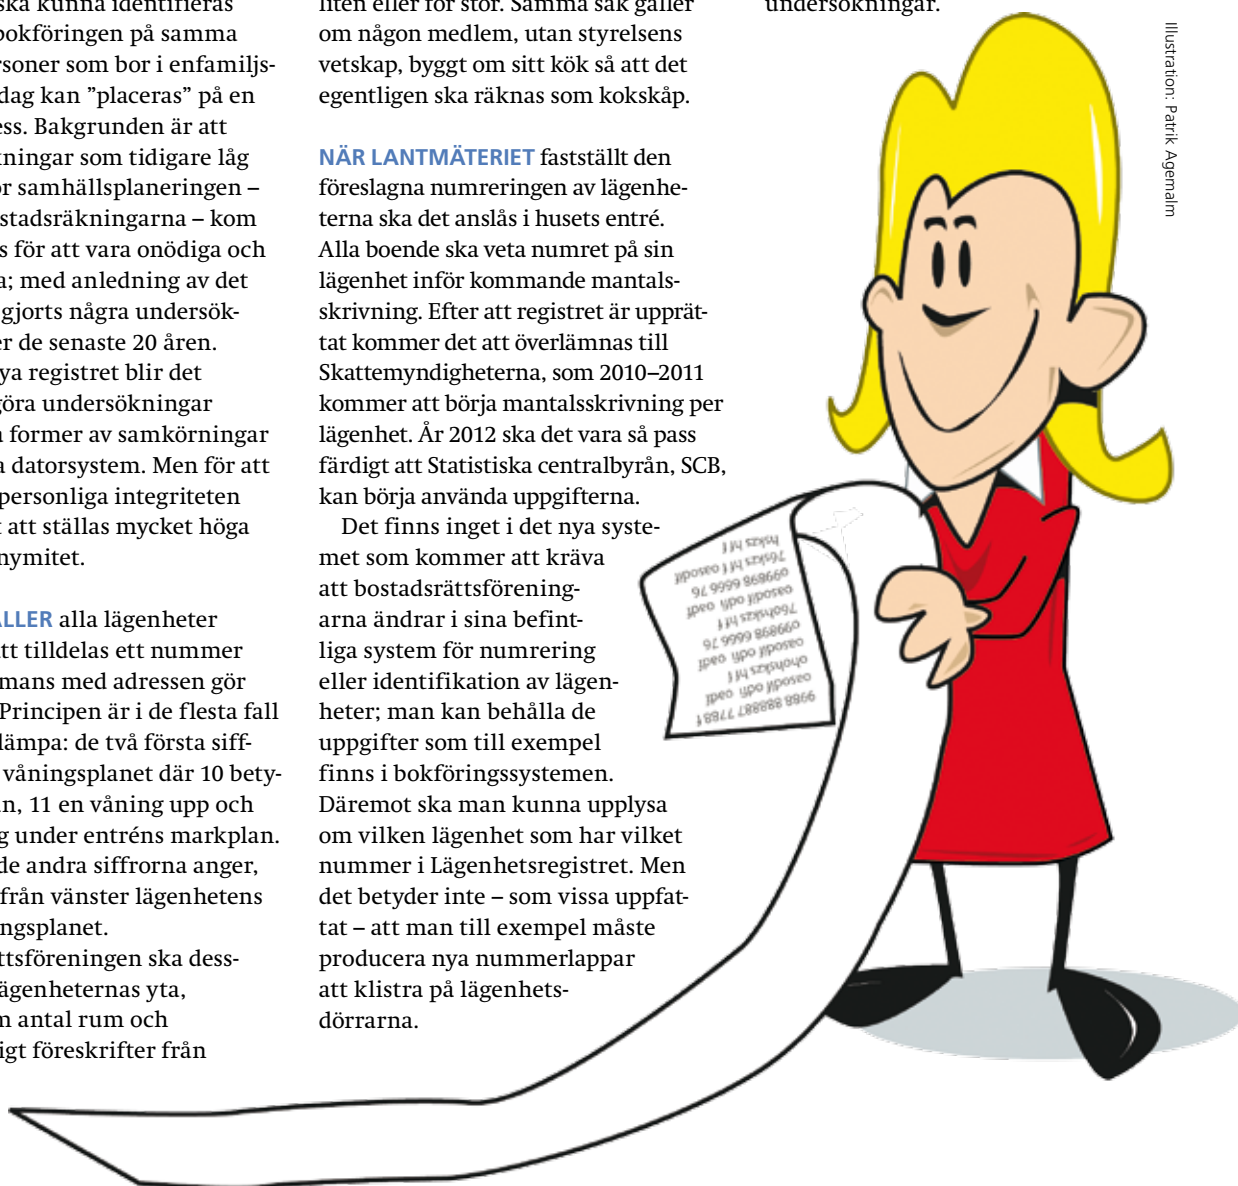 ska kunna identifieras
bokföringen på samma
rsoner som bor i enfamiljs-
dag kan ”placeras” på en
ess. Bakgrunden är att
kningar som tidigare låg
or samhällsplaneringen –
stadsräkningarna – kom
s för att vara onödiga och
a; med anledning av det
gjorts några undersök-
er de senaste 20 åren.
ya registret blir det
göra undersökningar
a former av samkörningar
a datorsystem. Men för att
personliga integriteten
t att ställas mycket höga
nymitet.
ÄLLER alla lägenheter
att tilldelas ett nummer
mmans med adressen gör
Principen är i de flesta fall
lämpa: de två första siff-
våningsplanet där 10 bety-
an, 11 en våning upp och
g under entréns markplan.
de andra siffrorna anger,
från vänster lägenhetens
ngsplanet.
ttsföreningen ska dess-
lägenheternas yta,
m antal rum och
igt föreskrifter från
liten eller för stor. Samma sak gäller
om någon medlem, utan styrelsens
vetskap, byggt om sitt kök så att det
egentligen ska räknas som kokskåp.
NÄR LANTMÄTERIET fastställt den
föreslagna numreringen av lägenhe-
terna ska det anslås i husets entré.
Alla boende ska veta numret på sin
lägenhet inför kommande mantals-
skrivning. Efter att registret är upprät-
tat kommer det att överlämnas till
Skattemyndigheterna, som 2010–2011
kommer att börja mantalsskrivning per
lägenhet. År 2012 ska det vara så pass
färdigt att Statistiska centralbyrån, SCB,
kan börja använda uppgifterna.
Det finns inget i det nya syste-
met som kommer att kräva
att bostadsrättsförening-
arna ändrar i sina befint-
liga system för numrering
eller identifikation av lägen-
heter; man kan behålla de
uppgifter som till exempel
finns i bokföringssystemen.
Däremot ska man kunna upplysa
om vilken lägenhet som har vilket
nummer i Lägenhetsregistret. Men
det betyder inte – som vissa uppfat-
tat – att man till exempel måste
producera nya nummerlappar
att klistra på lägenhets-
dörrarna.
undersökningar.
Illustration: Patrik Agemalm